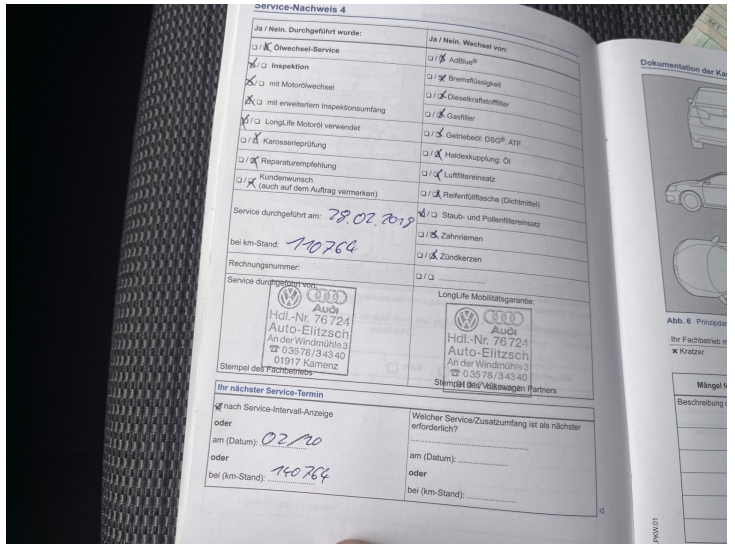 Service-Nachweis 4
Ja / Nein. Durchgeführt wurde:
☐ / ☒ Ölwechsel-Service
☒ / ☐ Inspektion
☒ / ☐ mit Motorölwechsel
☒ / ☐ mit erweitertem Inspektionsumfang
☒ / ☐ LongLife Motoröl verwendet
☐ / ☒ Karosserieprüfung
☐ / ☒ Reparaturempfehlung
☐ / ☒ Kundenwunsch
(auch auf dem Auftrag vermerken)
Service durchgeführt am: 28.02.2018
bei km-Stand: 110764
Rechnungsnummer:
Service durchgeführt von:
Audi
Hdl.-Nr. 76 724
Auto-Elitzsch
An der Windmühle 3
☎ 03578/34340
01917 Kamenz
Stempel des Fachbetriebs
Ja / Nein. Wechsel von:
☐ / ☒ AdBlue®
☐ / ☒ Bremsflüssigkeit
☐ / ☒ Dieselkraftstofffilter
☐ / ☒ Gasfilter
☐ / ☒ Getriebeöl: DSG®, ATF
☐ / ☒ Haldexkupplung: Öl
☐ / ☒ Luftfiltereinsatz
☐ / ☒ Reifenfüllflasche (Dichtmittel)
☒ / ☐ Staub- und Pollenfiltereinsatz
☐ / ☒ Zahnriemen
☐ / ☒ Zündkerzen
☐ / ☐ ....................
LongLife Mobilitätsgarantie:
Audi
Hdl.-Nr. 76 724
Auto-Elitzsch
An der Windmühle 3
☎ 03578/34340
Stempel des Volkswagen Partners
Ihr nächster Service-Termin
☒ nach Service-Intervall-Anzeige
oder
am (Datum): 02/20
oder
bei (km-Stand): 140764
Welcher Service/Zusatzumfang ist als nächster
erforderlich?
am (Datum): ....................
oder
bei (km-Stand): ....................
Dokumentation der
Abb. 6 
Ihr Fachbetrieb
× Kratzer
Mängel
Beschreibung
PKW.01